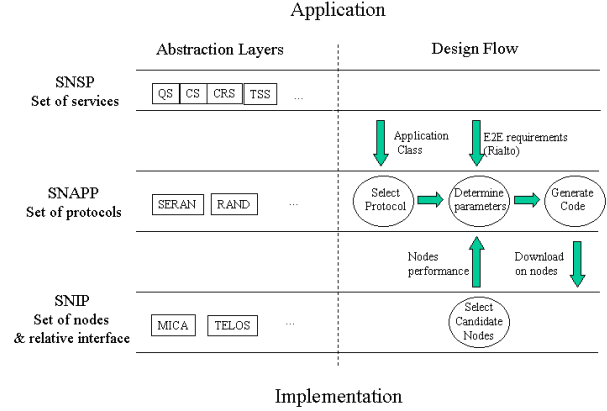 Application
Abstraction Layers
Design Flow
SNSP
Set of services
QS CS CRS TSS ...
Application
Class
E2E requirements
(Rialto)
SNAPP
Set of protocols
SERAN RAND ...
Select
Protocol
Determine
parameters
Generate
Code
Nodes
performance
Download
on nodes
SNIP
Set of nodes
& relative interface
MICA TELOS ...
Select
Candidate
Nodes
Implementation